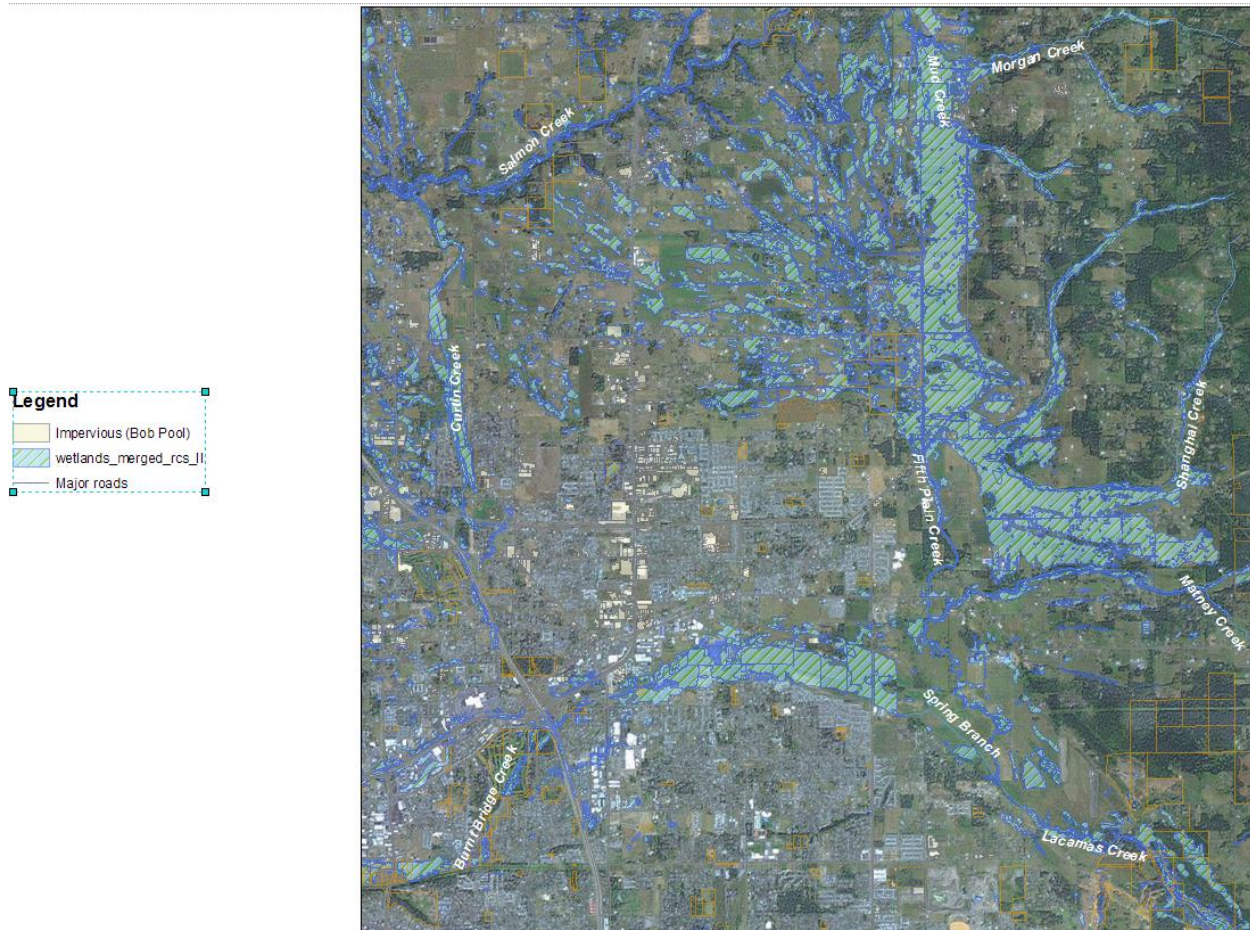 Legend
Impervious (Bob Pool)
wetlands_merged_rcs_II
Major roads
Mud Creek
Morgan Creek
Salmon Creek
Curtin Creek
Shanghai Creek
Fifth Plain Creek
Matney Creek
Spring Branch
Burnt Bridge Creek
Lacamas Creek